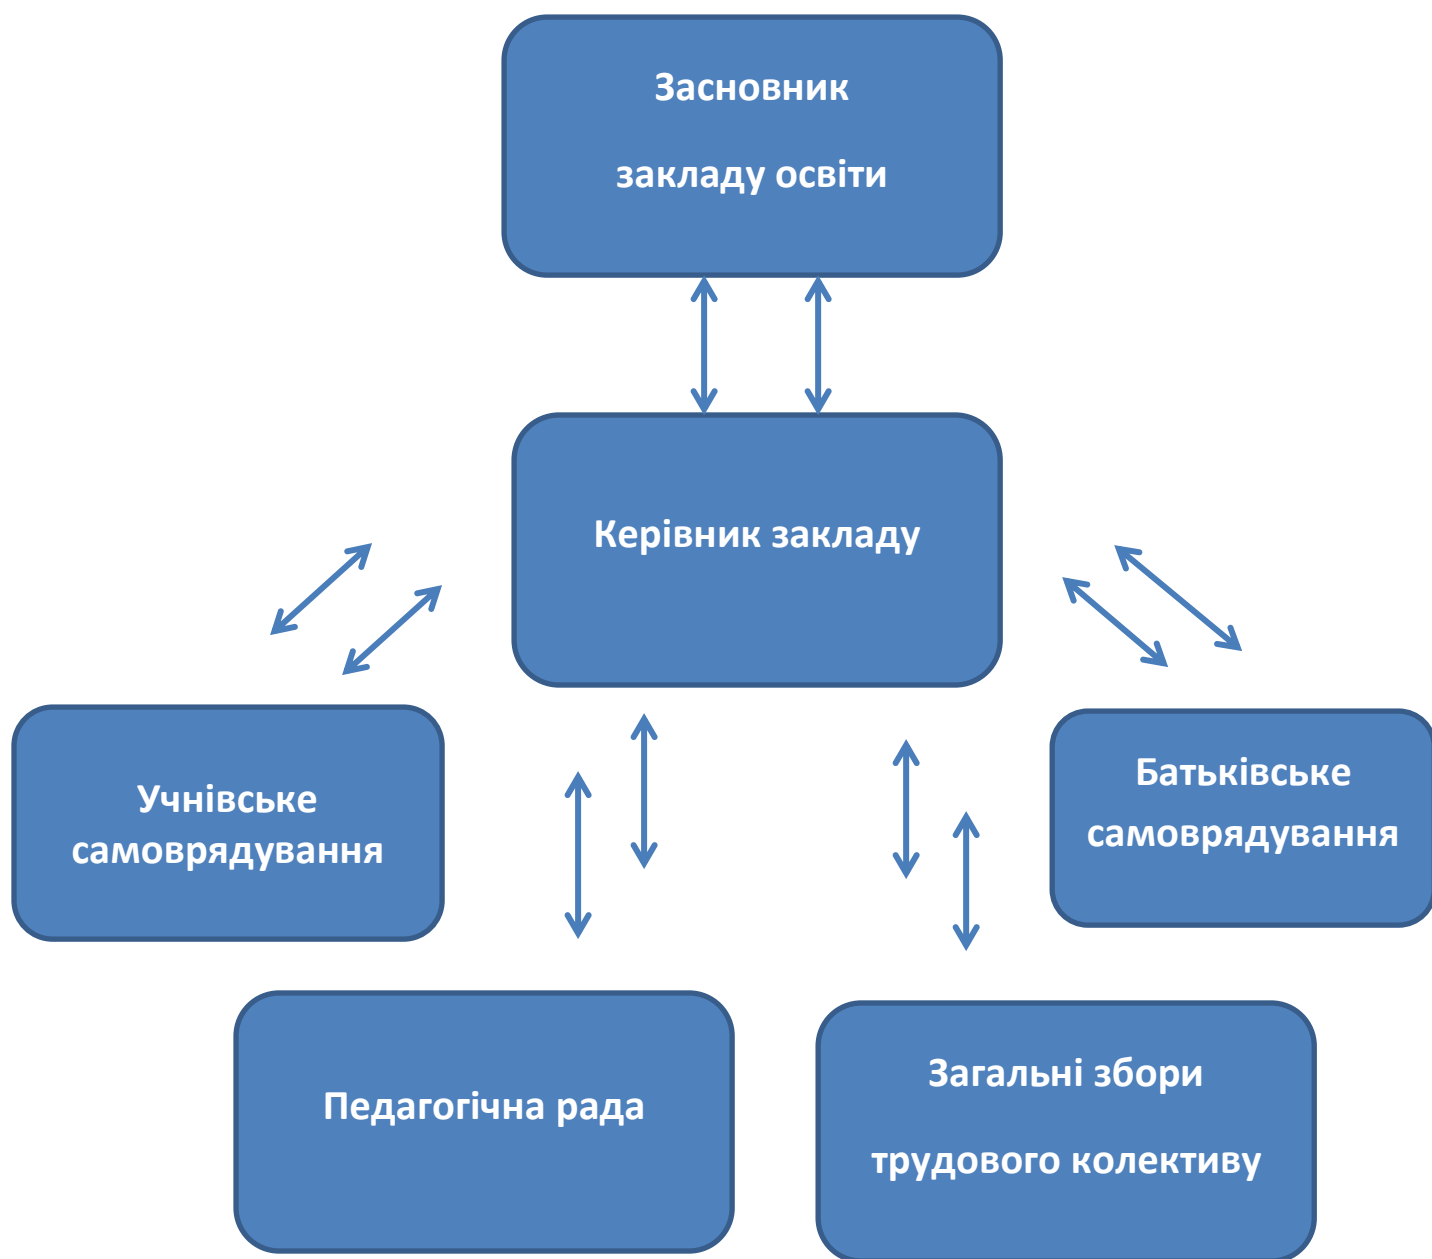 Засновник
закладу освіти
Керівник закладу
Учнівське
самоврядування
Батьківське
самоврядування
Педагогічна рада
Загальні збори
трудового колективу